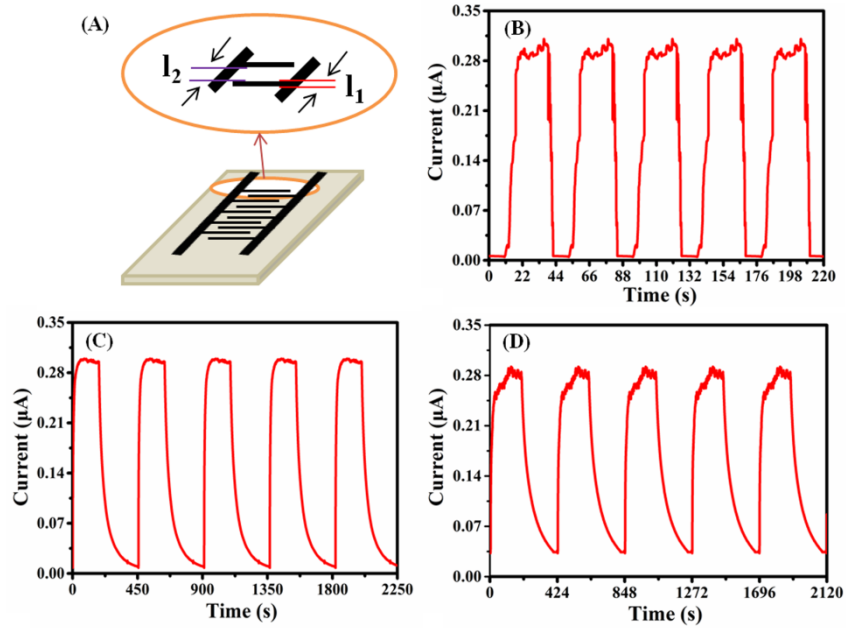 (A)
l₂
l₁
(B)
Current (µA)
0.35
0.28
0.21
0.14
0.07
0.00
0 22 44 66 88 110 132 154 176 198 220
Time (s)
(C)
Current (µA)
0.35
0.28
0.21
0.14
0.07
0.00
0 450 900 1350 1800 2250
Time (s)
(D)
Current (µA)
0.35
0.28
0.21
0.14
0.07
0.00
0 424 848 1272 1696 2120
Time (s)